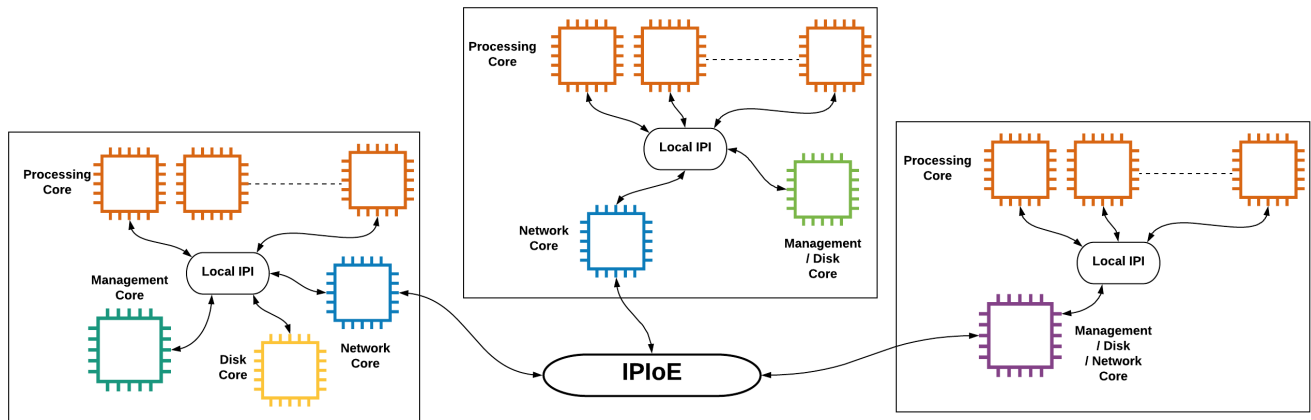 Processing
Core
Local IPI
Management
Core
Disk
Core
Network
Core
Processing
Core
Local IPI
Network
Core
Management
/ Disk
Core
IPIoE
Processing
Core
Local IPI
Management
/ Disk
/ Network
Core